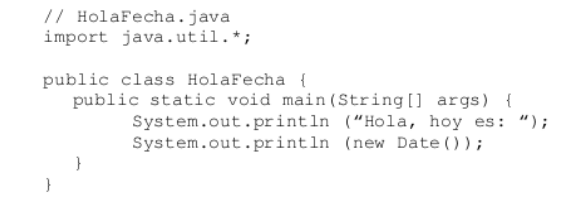 // HolaFecha.java
import java.util.*;
public class HolaFecha {
public static void main(String[] args) {
System.out.println (“Hola, hoy es: “);
System.out.println (new Date());
}
}